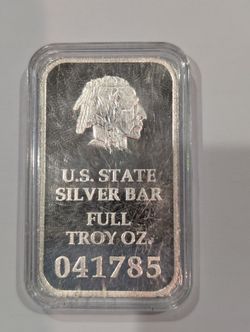 U.S. STATE
SILVER BAR
FULL
TROY OZ.
041785